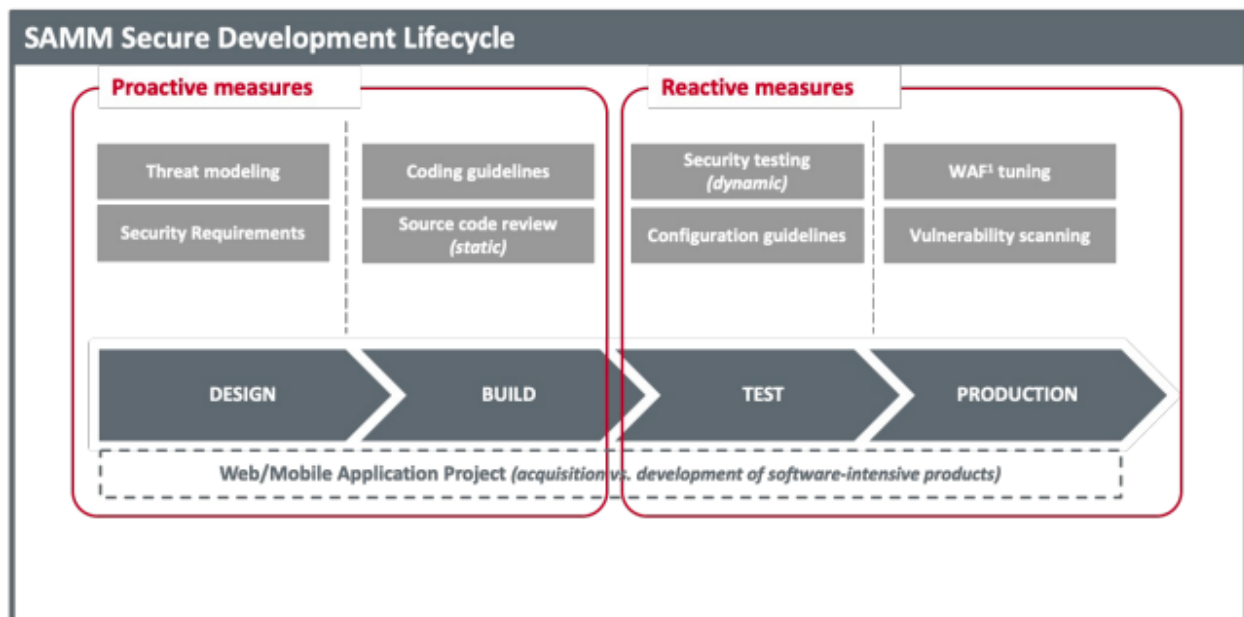 SAMM Secure Development Lifecycle
Proactive measures
Reactive measures
Threat modeling
Coding guidelines
Security testing
(dynamic)
WAF¹ tuning
Security Requirements
Source code review
(static)
Configuration guidelines
Vulnerability scanning
DESIGN
BUILD
TEST
PRODUCTION
Web/Mobile Application Project (acquisition vs. development of software-intensive products)